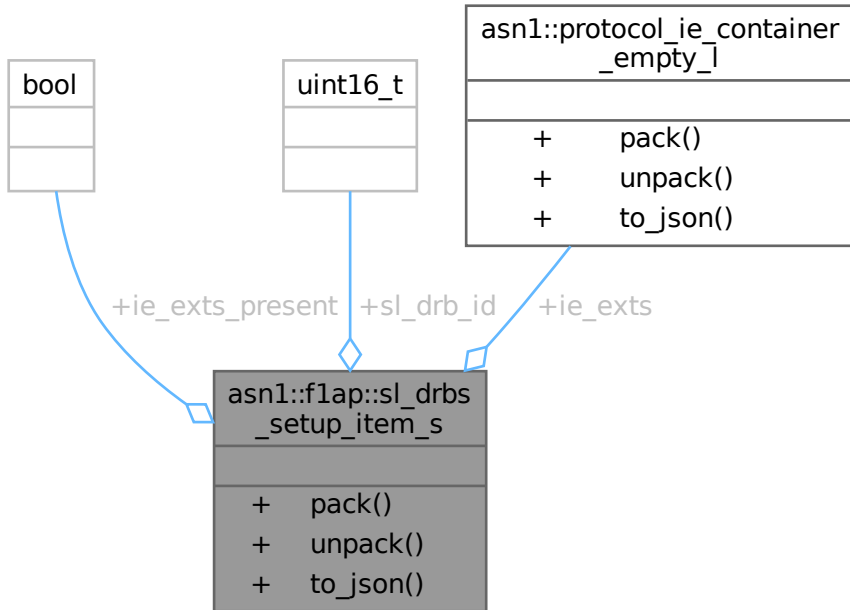 asn1::protocol_ie_container
_empty_l
bool
uint16_t
+ pack()
+ unpack()
+ to_json()
+ie_exts_present
+sl_drb_id
+ie_exts
asn1::f1ap::sl_drbs
_setup_item_s
+ pack()
+ unpack()
+ to_json()